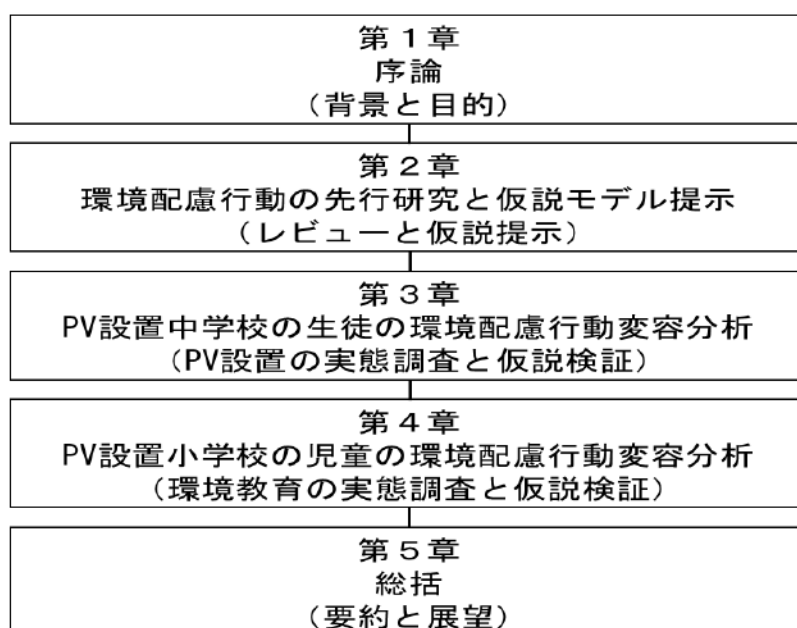 第１章
序論
（背景と目的）
第２章
環境配慮行動の先行研究と仮説モデル提示
（レビューと仮説提示）
第３章
PV設置中学校の生徒の環境配慮行動変容分析
（PV設置の実態調査と仮説検証）
第４章
PV設置小学校の児童の環境配慮行動変容分析
（環境教育の実態調査と仮説検証）
第５章
総括
（要約と展望）